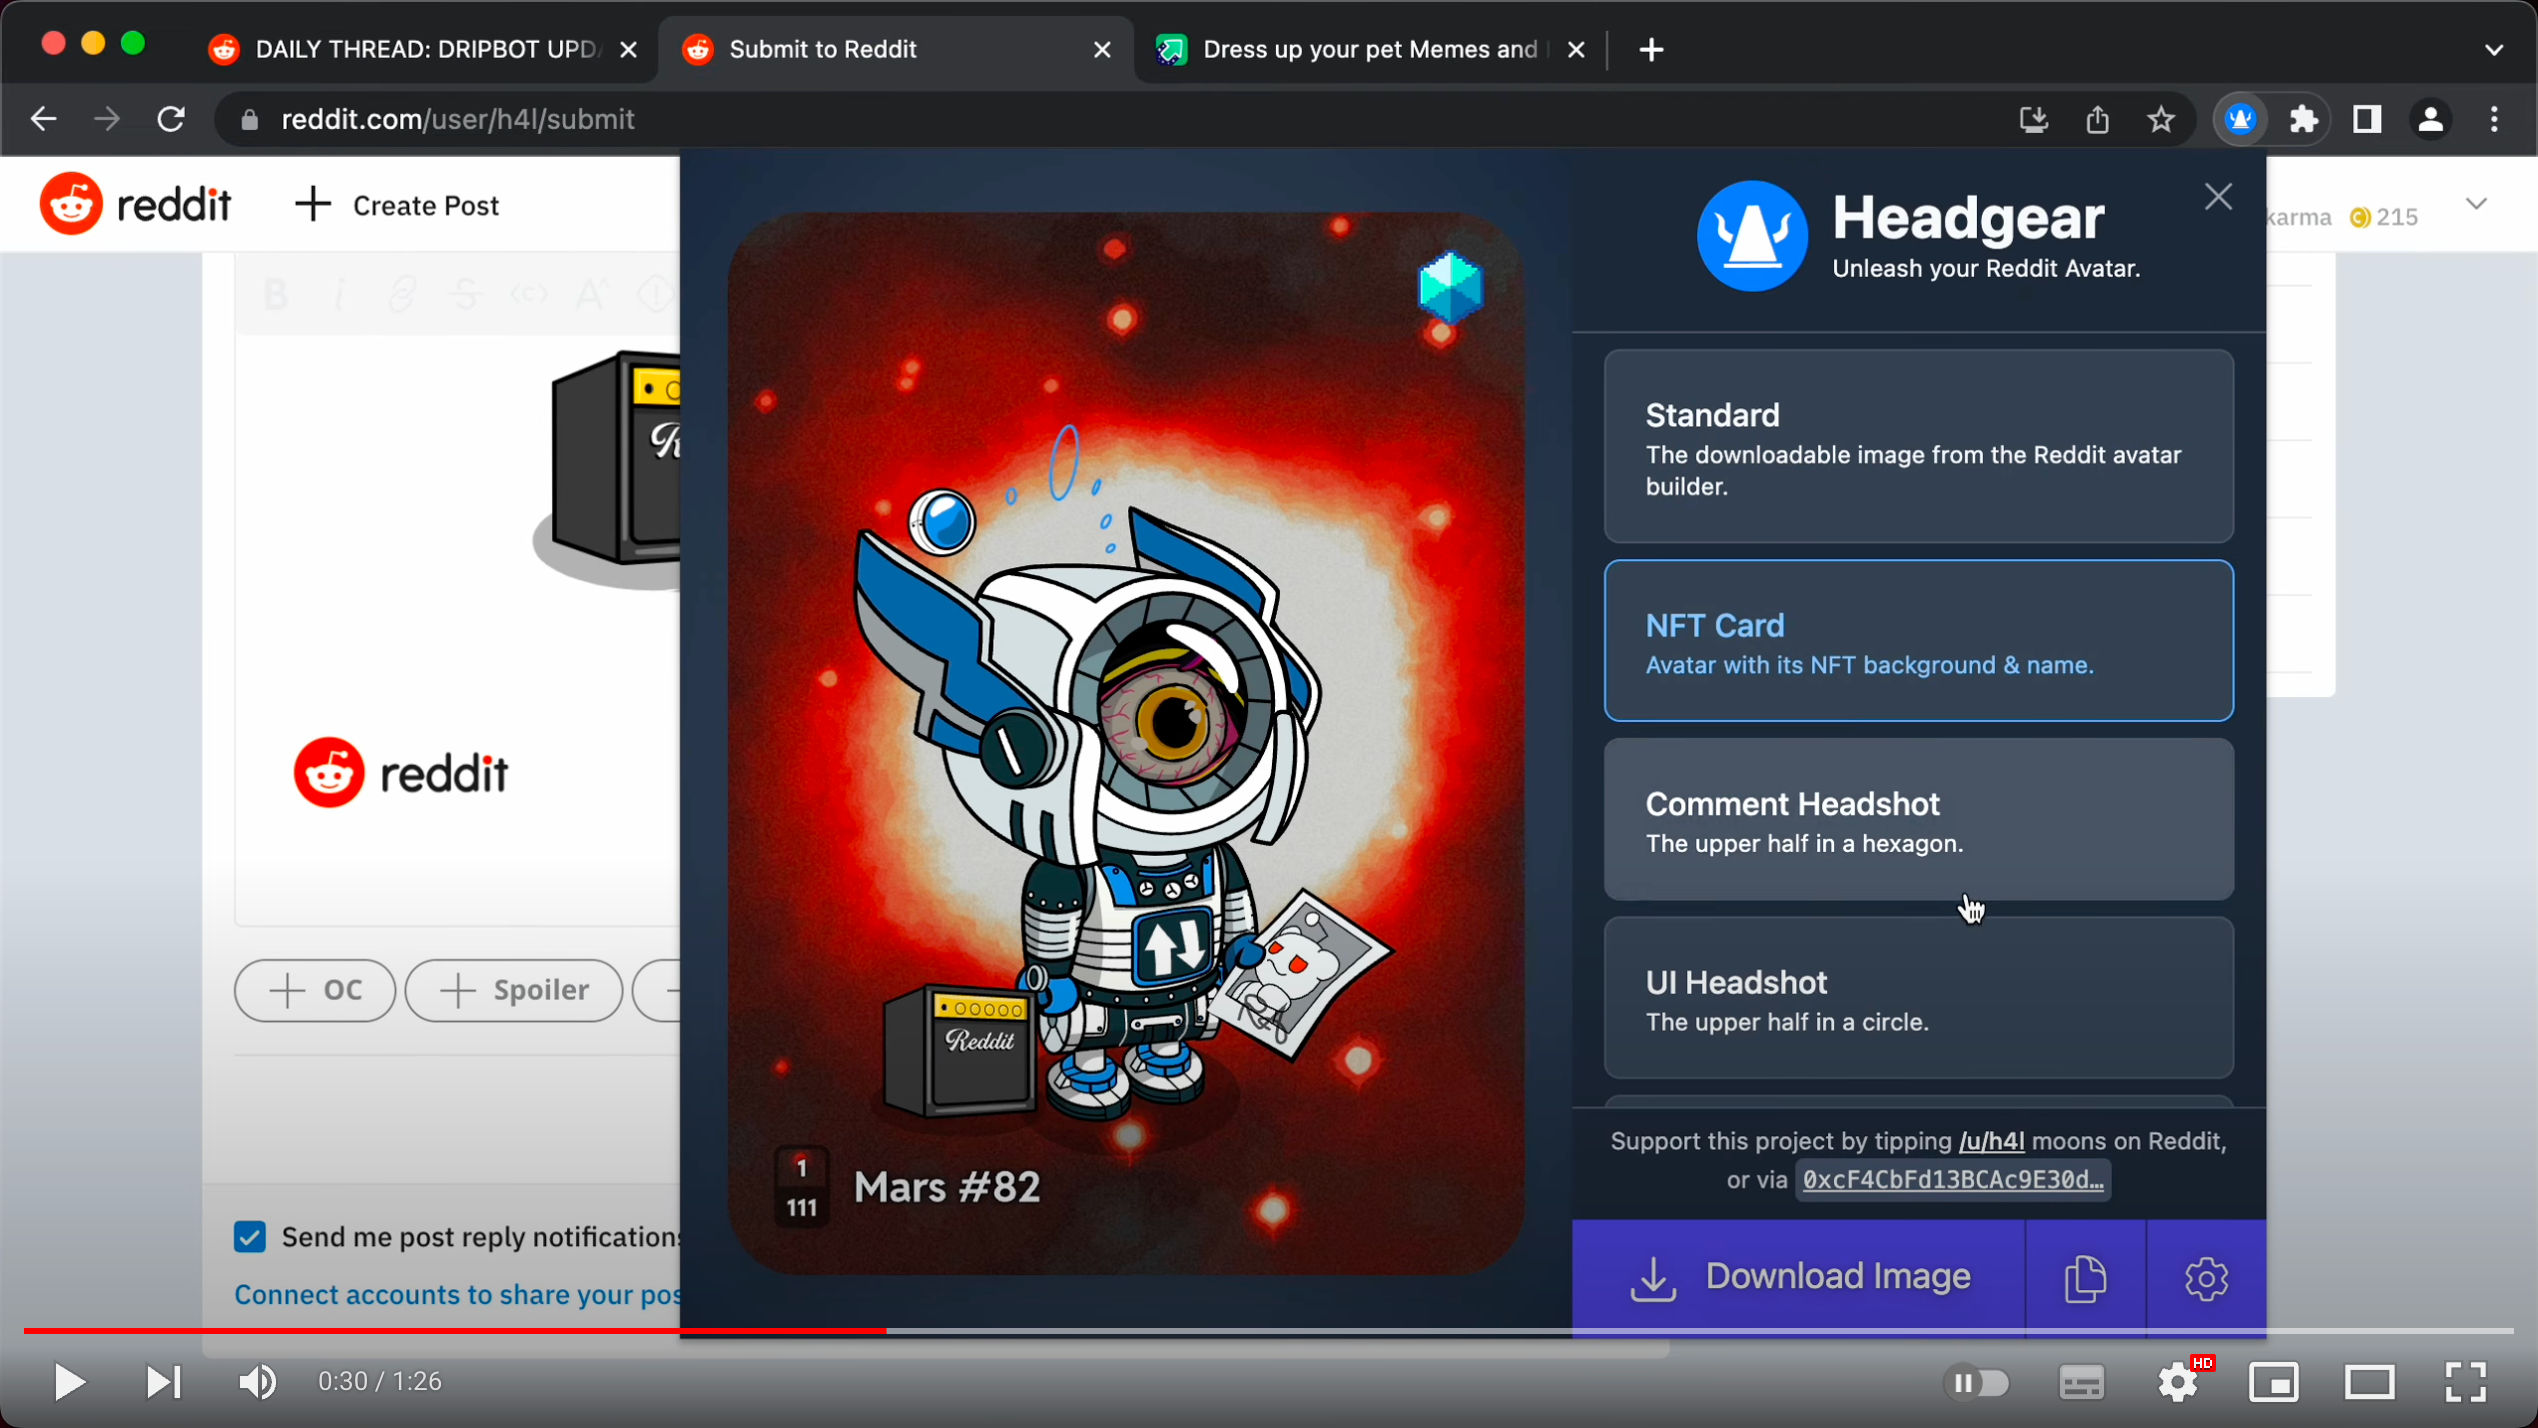 DAILY THREAD: DRIPBOT UPD
Submit to Reddit
Dress up your pet Memes and
reddit.com/user/h4l/submit
reddit
Create Post
karma
215
B i S <c> A^
reddit
OC
Spoiler
Send me post reply notifications
Connect accounts to share your pos
Reddit
R&J
1
111
Mars #82
Headgear
Unleash your Reddit Avatar.
Standard
The downloadable image from the Reddit avatar
builder.
NFT Card
Avatar with its NFT background & name.
Comment Headshot
The upper half in a hexagon.
UI Headshot
The upper half in a circle.
Support this project by tipping /u/h4l moons on Reddit,
or via 0xcF4CbFd13BCAc9E30d…
Download Image
0:30 / 1:26
HD